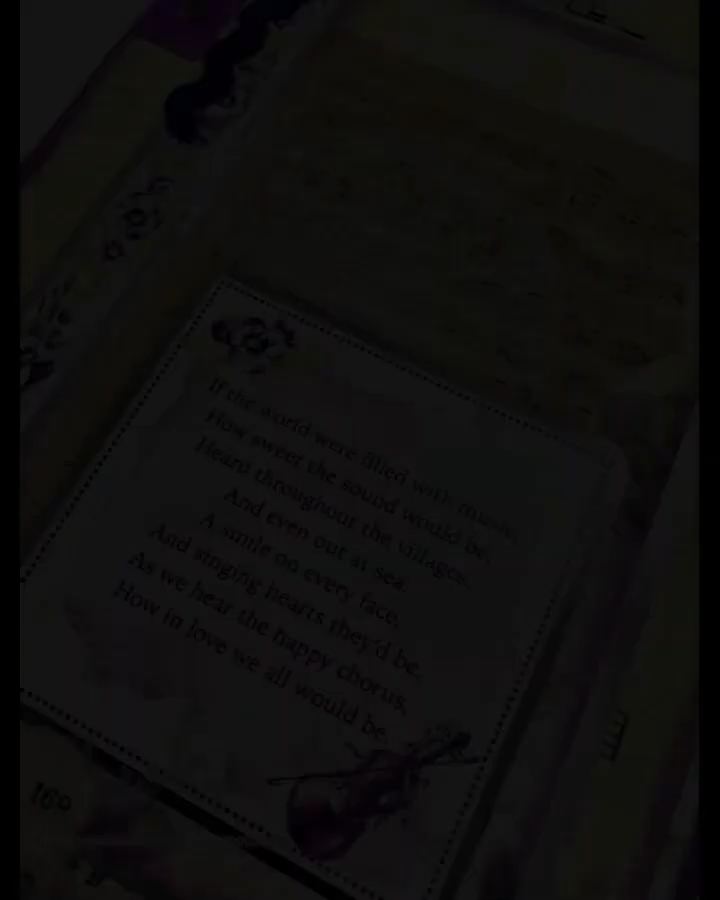 If the world were filled with music,
How sweet the sound would be,
Heard throughout the villages,
And even out at sea.
A smile on every face,
And singing hearts they'd be,
As we hear the happy chorus,
How in love we all would be.
160